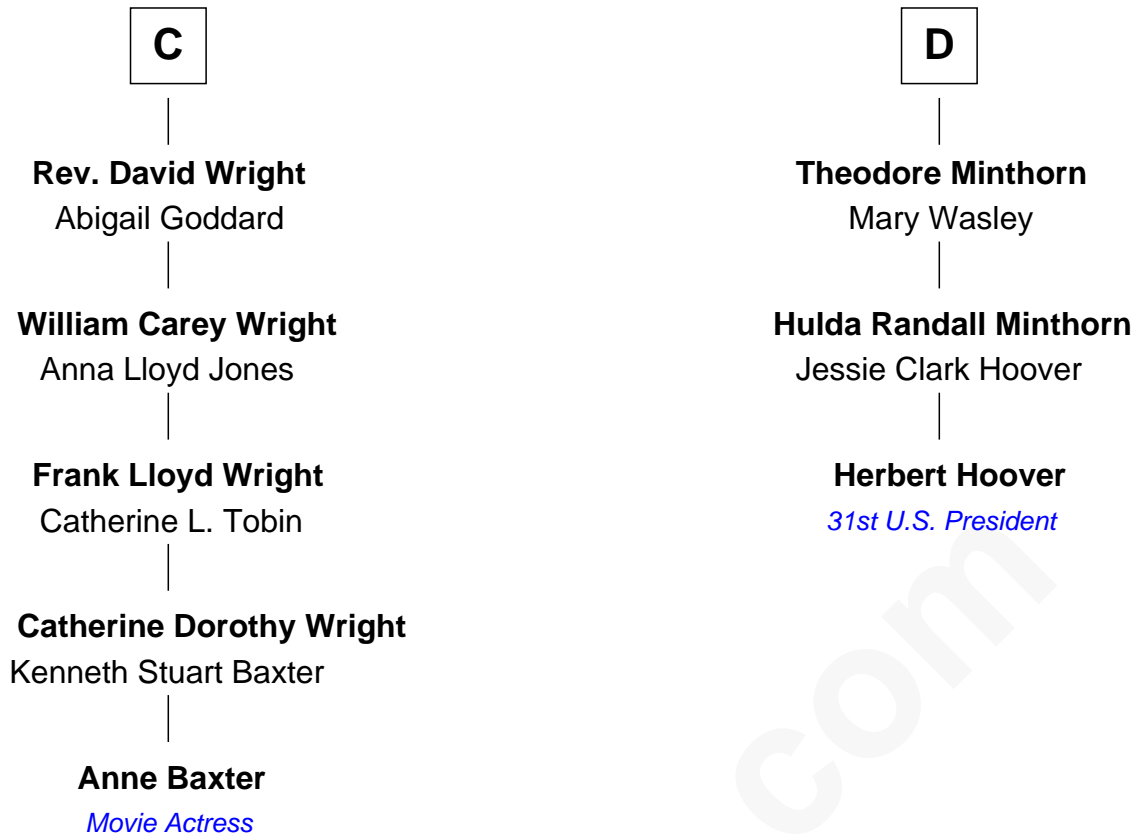 C
Rev. David Wright
Abigail Goddard
William Carey Wright
Anna Lloyd Jones
Frank Lloyd Wright
Catherine L. Tobin
Catherine Dorothy Wright
Kenneth Stuart Baxter
Anne Baxter
Movie Actress
D
Theodore Minthorn
Mary Wasley
Hulda Randall Minthorn
Jessie Clark Hoover
Herbert Hoover
31st U.S. President
com